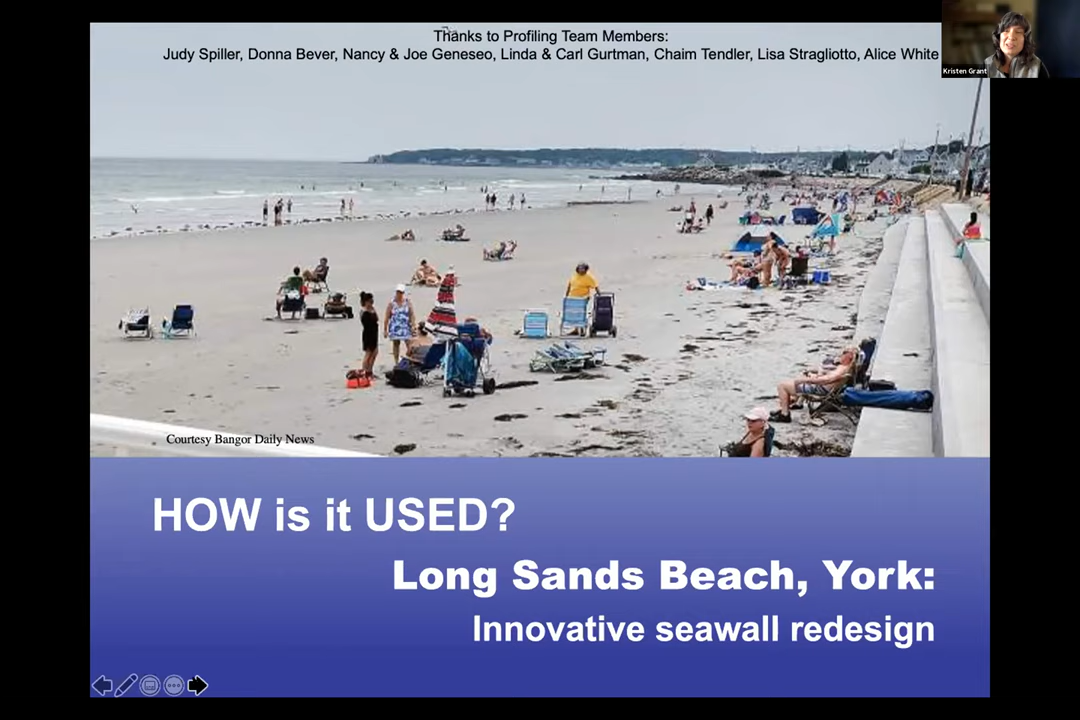 Thanks to Profiling Team Members:
Judy Spiller, Donna Bever, Nancy & Joe Geneseo, Linda & Carl Gurtman, Chaim Tendler, Lisa Stragliotto, Alice White
Kristen Grant
Courtesy Bangor Daily News
HOW is it USED?
Long Sands Beach, York:
Innovative seawall redesign